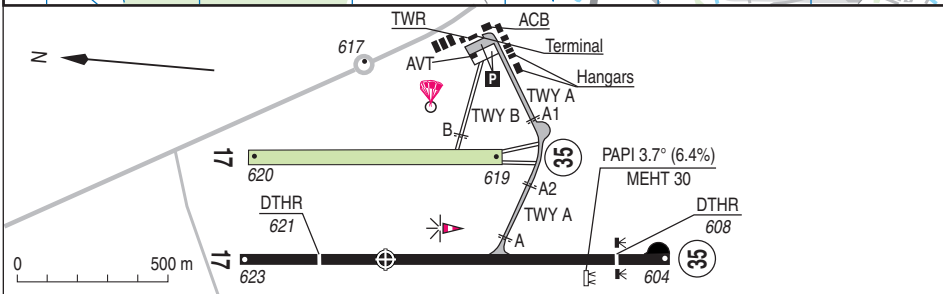 TWR
ACB
617
Terminal
N
AVT
P
Hangars
TWY A
A1
TWY B
B
17
35
PAPI 3.7° (6.4%)
620
619
MEHT 30
A2
DTHR
621
TWY A
DTHR
608
A
0 500 m
17
623
604
35